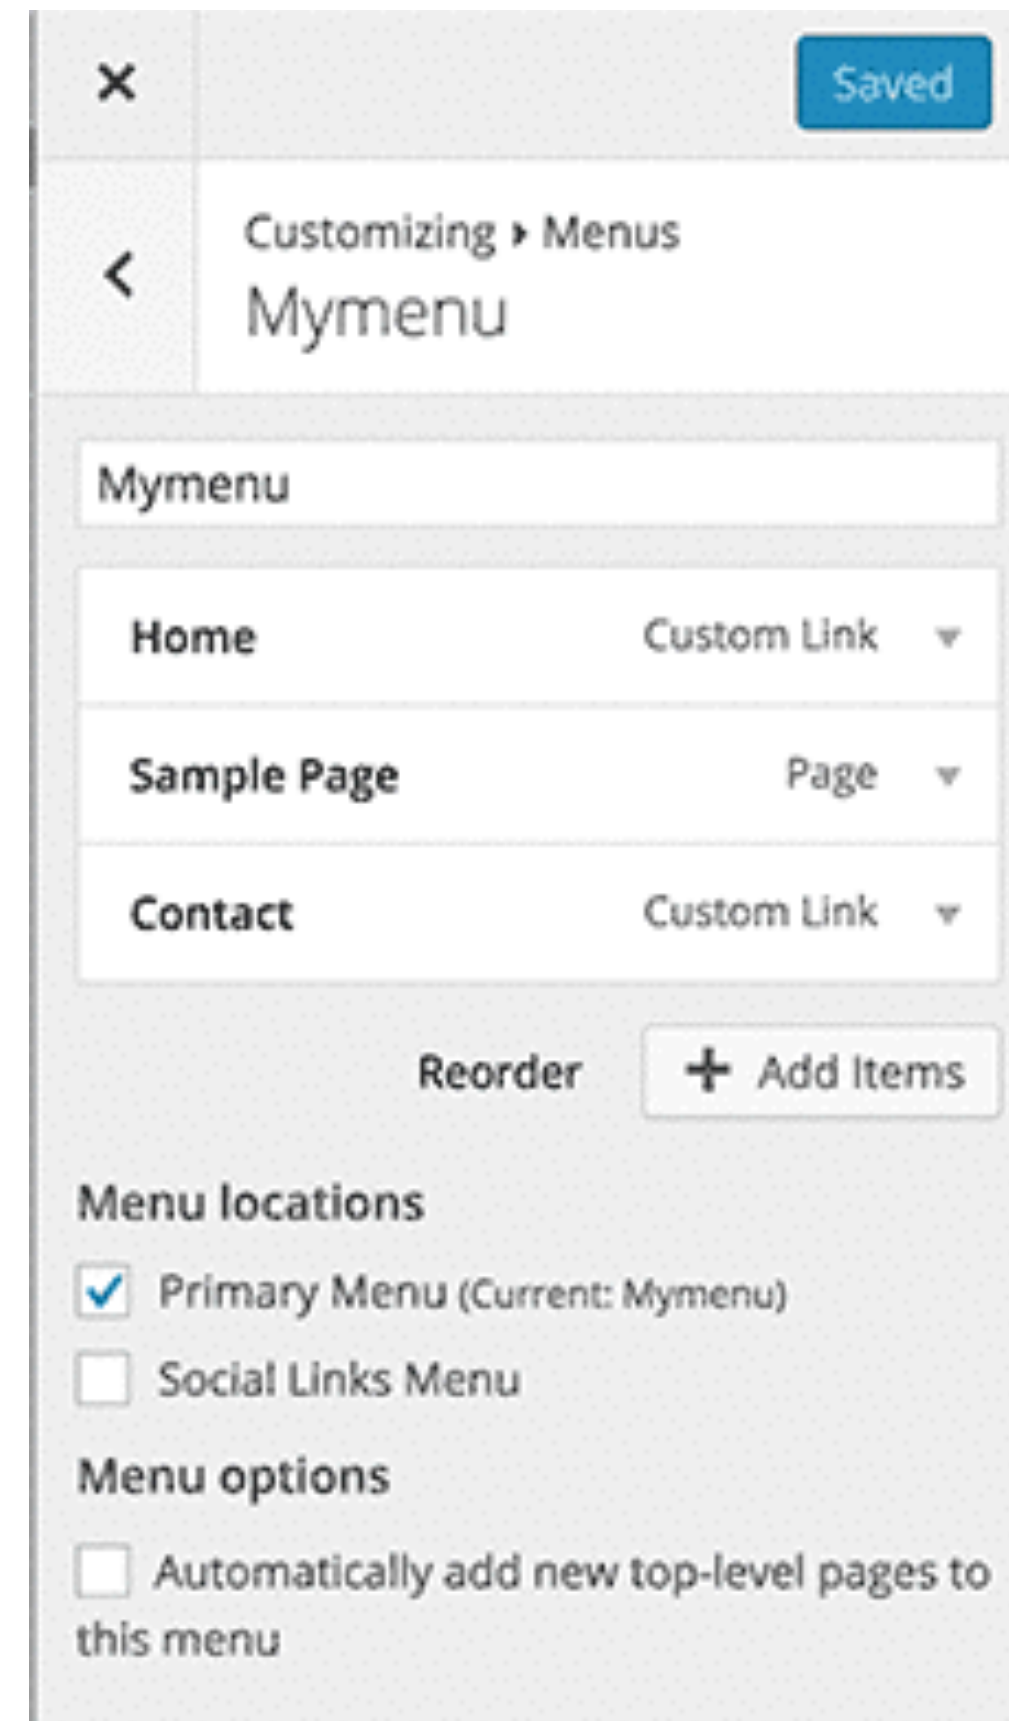 Saved
Customizing ▸ Menus
Mymenu
Mymenu
Home Custom Link
Sample Page Page
Contact Custom Link
Reorder + Add Items
Menu locations
Primary Menu (Current: Mymenu)
Social Links Menu
Menu options
Automatically add new top-level pages to
this menu